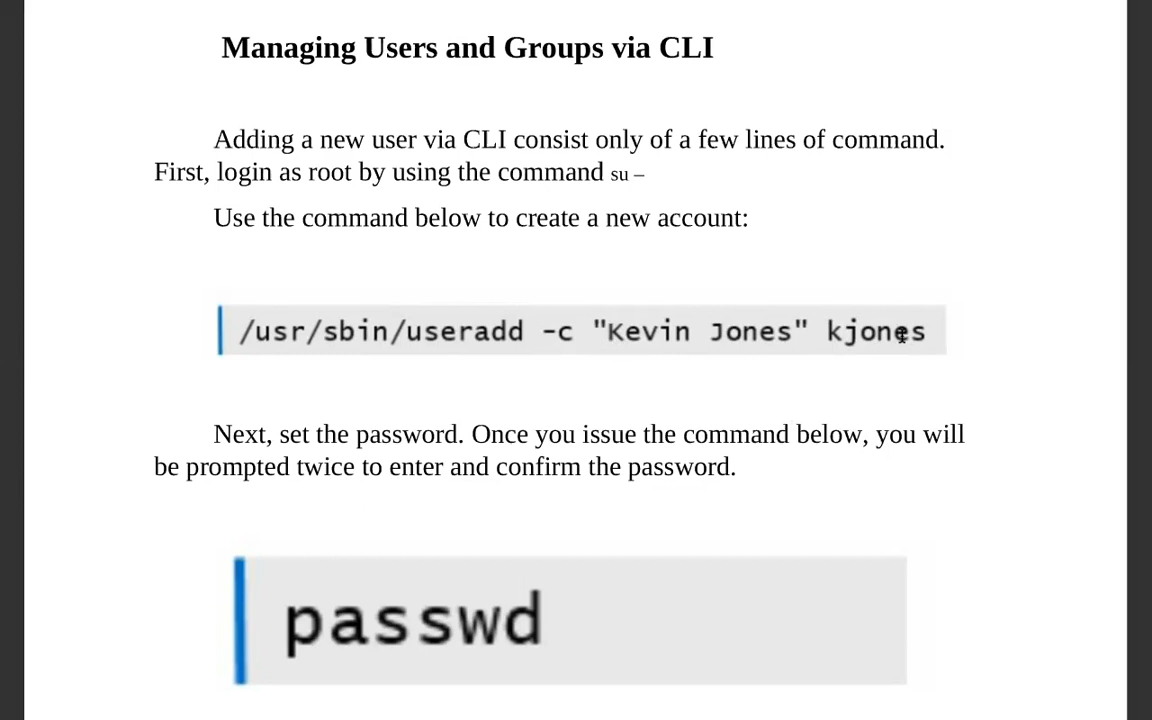 Managing Users and Groups via CLI
Adding a new user via CLI consist only of a few lines of command.
First, login as root by using the command su –
Use the command below to create a new account:
/usr/sbin/useradd -c "Kevin Jones" kjones
Next, set the password. Once you issue the command below, you will
be prompted twice to enter and confirm the password.
passwd